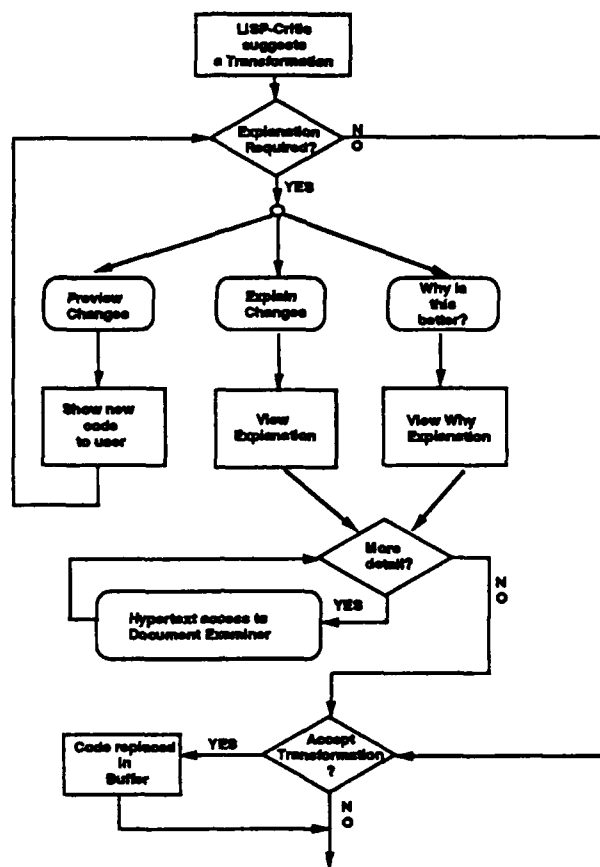 LISP-Critic
suggests
a Transformation
Explanation
Required?
N
O
YES
Preview
Changes
Explain
Changes
Why is
this
better?
Show new
code
to user
View
Explanation
View Why
Explanation
More
detail?
N
O
YES
Hypertext access to
Document Examiner
Code replaced
in
Buffer
YES
Accept
Transformation
?
N
O